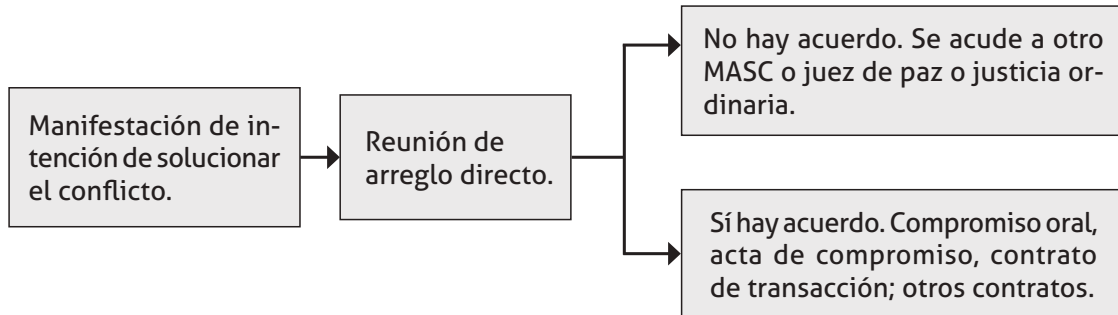 Manifestación de in-
tención de solucionar
el conflicto.
Reunión de
arreglo directo.
No hay acuerdo. Se acude a otro
MASC o juez de paz o justicia or-
dinaria.
Sí hay acuerdo. Compromiso oral,
acta de compromiso, contrato
de transacción; otros contratos.